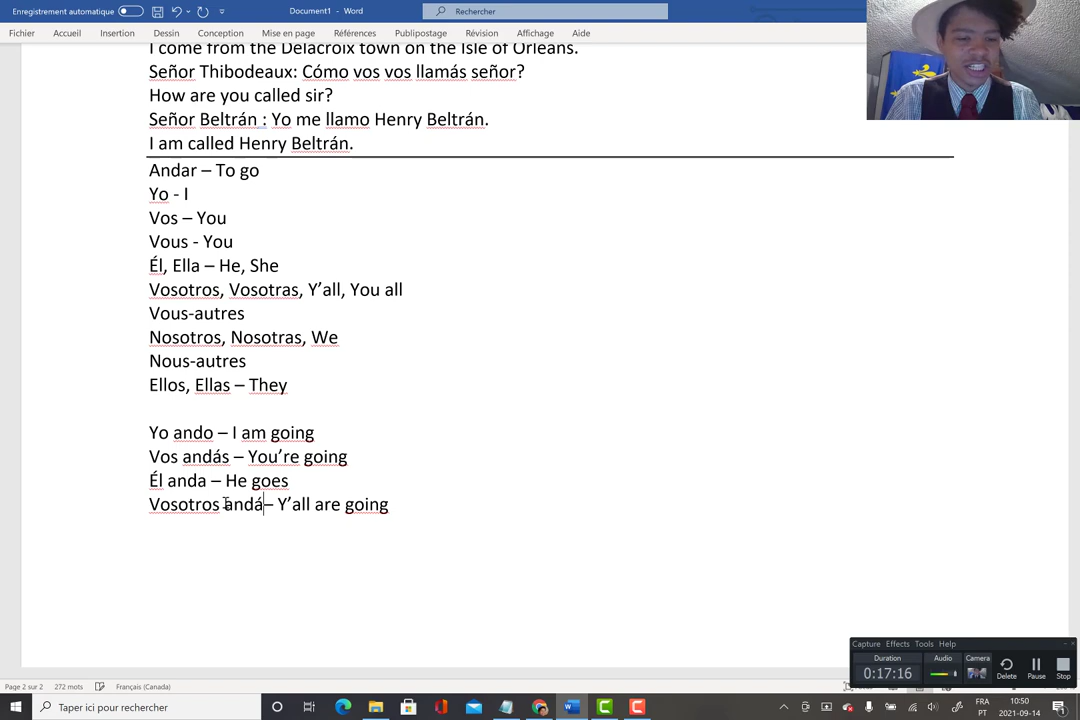 Enregistrement automatique
Document1 - Word
Rechercher
Fichier Accueil Insertion Dessin Conception Mise en page Références Publipostage Révision Affichage Aide
I come from the Delacroix town on the Isle of Orleans.
Señor Thibodeaux: Cómo vos vos llamás señor?
How are you called sir?
Señor Beltrán : Yo me llamo Henry Beltrán.
I am called Henry Beltrán.
Andar – To go
Yo - I
Vos – You
Vous - You
Él, Ella – He, She
Vosotros, Vosotras, Y’all, You all
Vous-autres
Nosotros, Nosotras, We
Nous-autres
Ellos, Ellas – They
Yo ando – I am going
Vos andás – You’re going
Él anda – He goes
Vosotros andá– Y’all are going
Capture Effects Tools Help
Duration Audio Camera
0:17:16
Delete Pause Stop
Page 2 sur 2 272 mots Français (Canada)
Taper ici pour rechercher
FRA
PT
10:50
2021-09-14